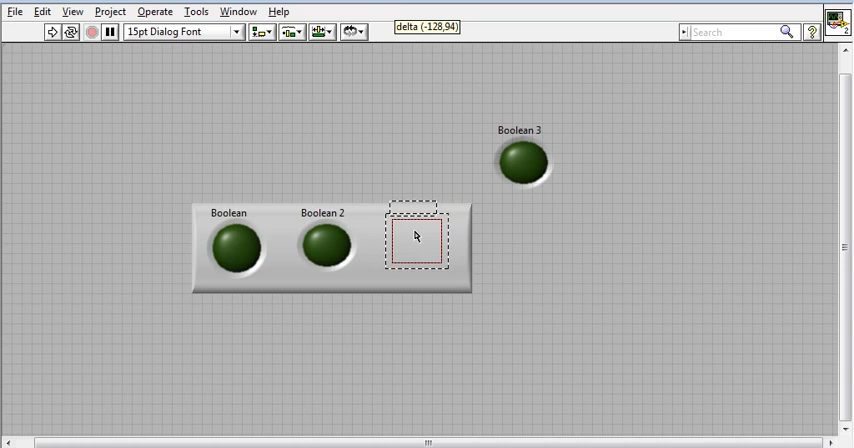 File Edit View Project Operate Tools Window Help
15pt Dialog Font
delta (-128,94)
Search
?
2
Boolean 3
Boolean Boolean 2